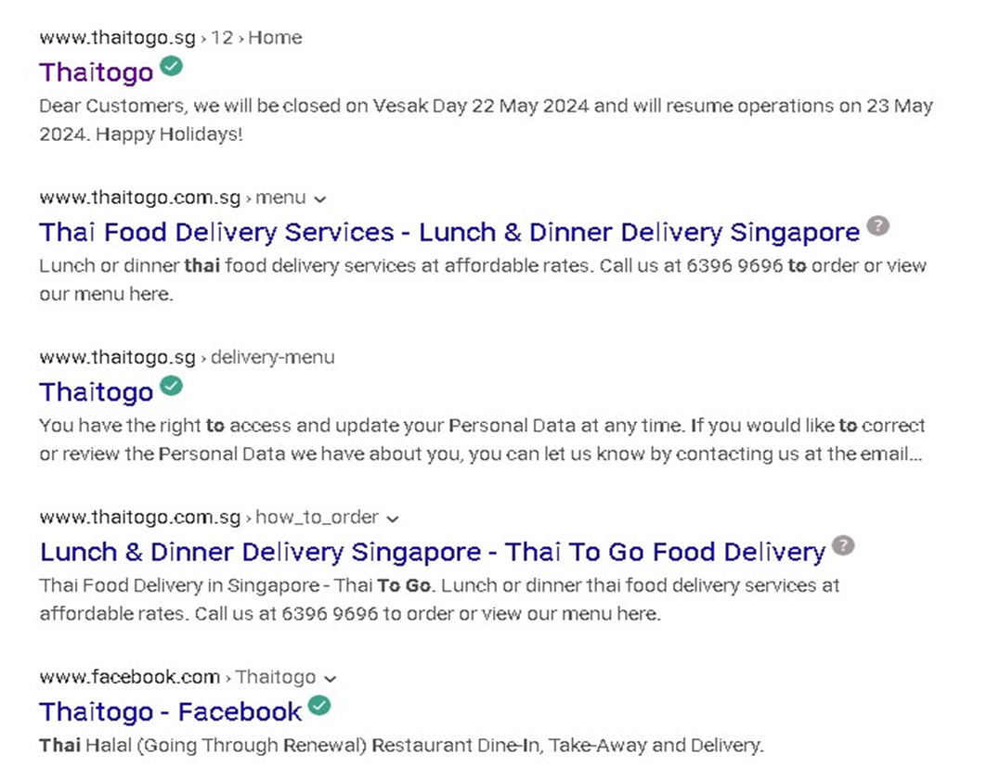 www.thaitogo.sg › 12 › Home
Thaitogo
Dear Customers, we will be closed on Vesak Day 22 May 2024 and will resume operations on 23 May
2024. Happy Holidays!
www.thaitogo.com.sg › menu
Thai Food Delivery Services - Lunch & Dinner Delivery Singapore ?
Lunch or dinner thai food delivery services at affordable rates. Call us at 6396 9696 to order or view
our menu here.
www.thaitogo.sg › delivery-menu
Thaitogo
You have the right to access and update your Personal Data at any time. If you would like to correct
or review the Personal Data we have about you, you can let us know by contacting us at the email...
www.thaitogo.com.sg › how_to_order
Lunch & Dinner Delivery Singapore - Thai To Go Food Delivery ?
Thai Food Delivery in Singapore - Thai To Go. Lunch or dinner thai food delivery services at
affordable rates. Call us at 6396 9696 to order or view our menu here.
www.facebook.com › Thaitogo
Thaitogo - Facebook
Thai Halal (Going Through Renewal) Restaurant Dine-In, Take-Away and Delivery.